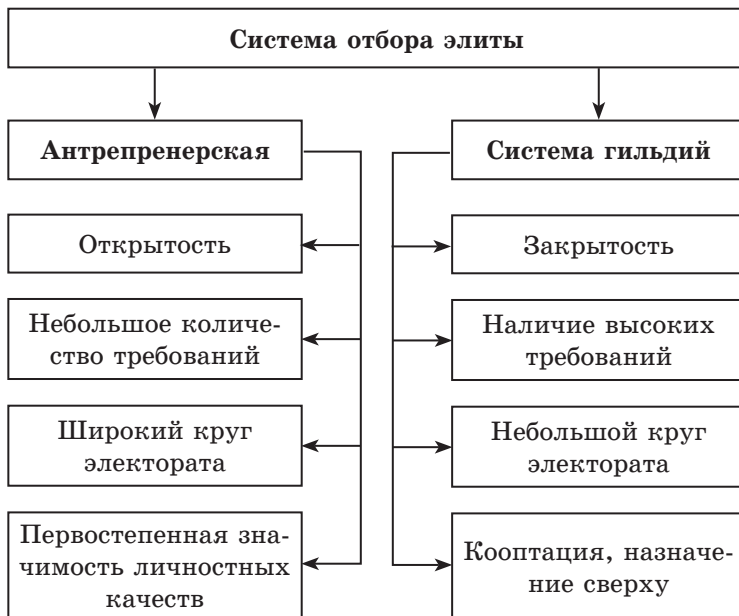 Система отбора элиты
Антрепренерская
Система гильдий
Открытость
Закрытость
Небольшое количе-
ство требований
Наличие высоких
требований
Широкий круг
электората
Небольшой круг
электората
Первостепенная зна-
чимость личностных
качеств
Кооптация, назначе-
ние сверху